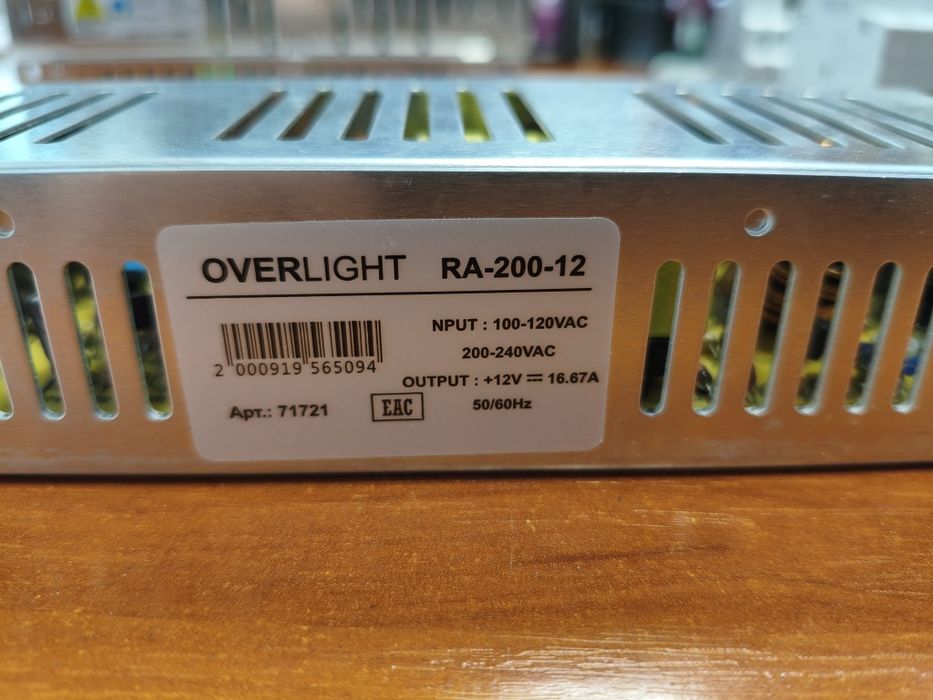 OVERLIGHT RA-200-12
NPUT : 100-120VAC
200-240VAC
OUTPUT : +12V ⎓ 16.67A
50/60Hz
2 000919 565094
Арт.: 71721
EAC